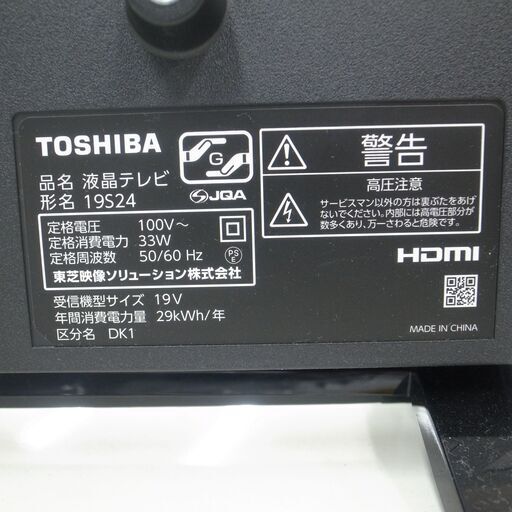 TOSHIBA
品名 液晶テレビ
形名 19S24
G
JQA
定格電圧 100V～
定格消費電力 33W
定格周波数 50/60 Hz
PS
E
東芝映像ソリューション株式会社
受信機型サイズ 19V
年間消費電力量 29kWh/年
区分名 DK1
警告
高圧注意
サービスマン以外の方は裏ぶたをあけ
ないでください。内部には高電圧部分が
数多くあり、万一さわると危険です。
HDMI
MADE IN CHINA